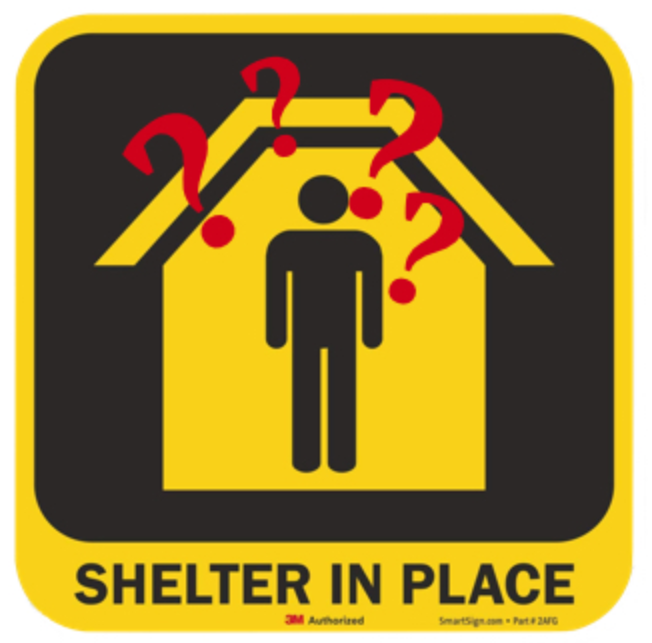 ? ? ? ?
SHELTER IN PLACE
3M Authorized SmartSign.com • Part # 2AFG